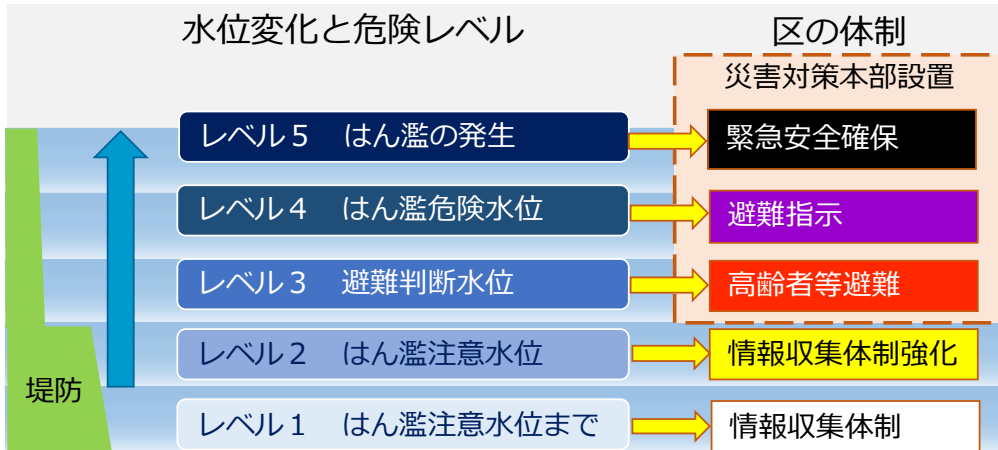 水位変化と危険レベル
区の体制
災害対策本部設置
レベル５　はん濫の発生
緊急安全確保
レベル４　はん濫危険水位
避難指示
レベル３　避難判断水位
高齢者等避難
レベル２　はん濫注意水位
情報収集体制強化
堤防
レベル１　はん濫注意水位まで
情報収集体制